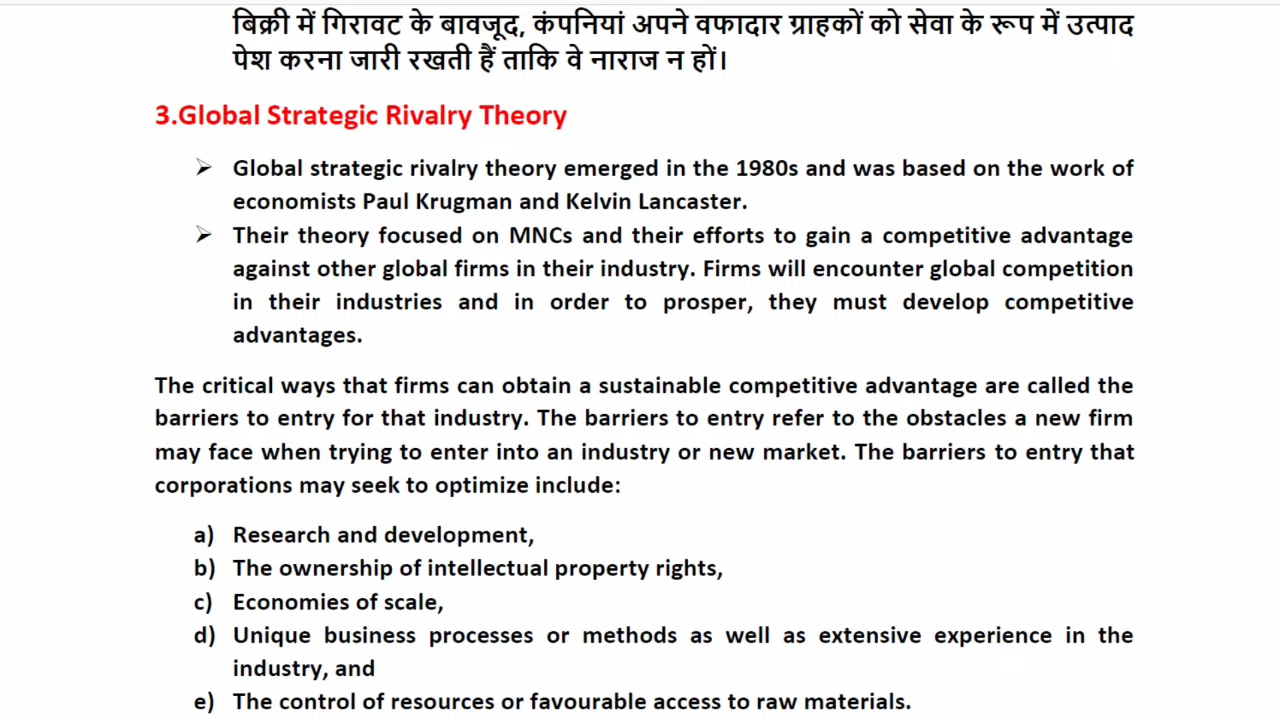 बिक्री में गिरावट के बावजूद, कंपनियां अपने वफादार ग्राहकों को सेवा के रूप में उत्पाद
पेश करना जारी रखती हैं ताकि वे नाराज न हों।
3.Global Strategic Rivalry Theory
➢ Global strategic rivalry theory emerged in the 1980s and was based on the work of
economists Paul Krugman and Kelvin Lancaster.
➢ Their theory focused on MNCs and their efforts to gain a competitive advantage
against other global firms in their industry. Firms will encounter global competition
in their industries and in order to prosper, they must develop competitive
advantages.
The critical ways that firms can obtain a sustainable competitive advantage are called the
barriers to entry for that industry. The barriers to entry refer to the obstacles a new firm
may face when trying to enter into an industry or new market. The barriers to entry that
corporations may seek to optimize include:
a) Research and development,
b) The ownership of intellectual property rights,
c) Economies of scale,
d) Unique business processes or methods as well as extensive experience in the
industry, and
e) The control of resources or favourable access to raw materials.